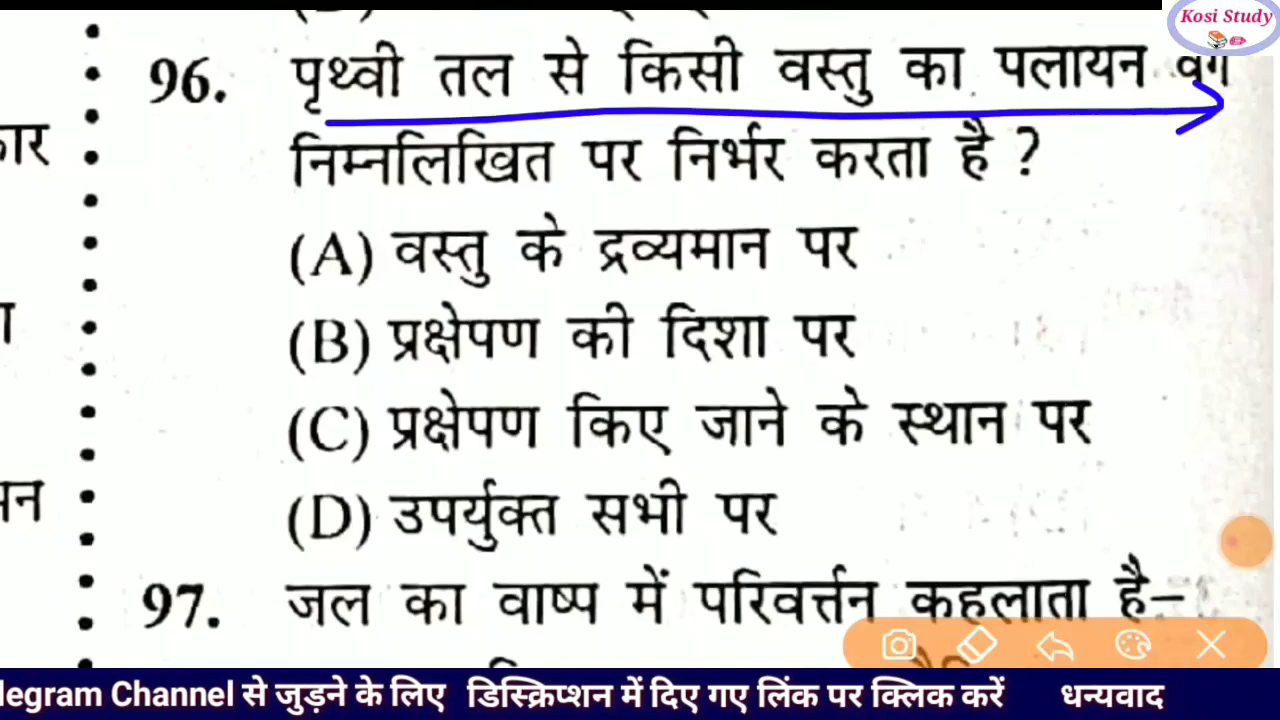 Kosi Study
96. पृथ्वी तल से किसी वस्तु का पलायन वेग
निम्नलिखित पर निर्भर करता है ?
(A) वस्तु के द्रव्यमान पर
(B) प्रक्षेपण की दिशा पर
(C) प्रक्षेपण किए जाने के स्थान पर
(D) उपर्युक्त सभी पर
97. जल का वाष्प में परिवर्त्तन कहलाता है–
legram Channel से जुड़ने के लिए डिस्क्रिप्शन में दिए गए लिंक पर क्लिक करें धन्यवाद